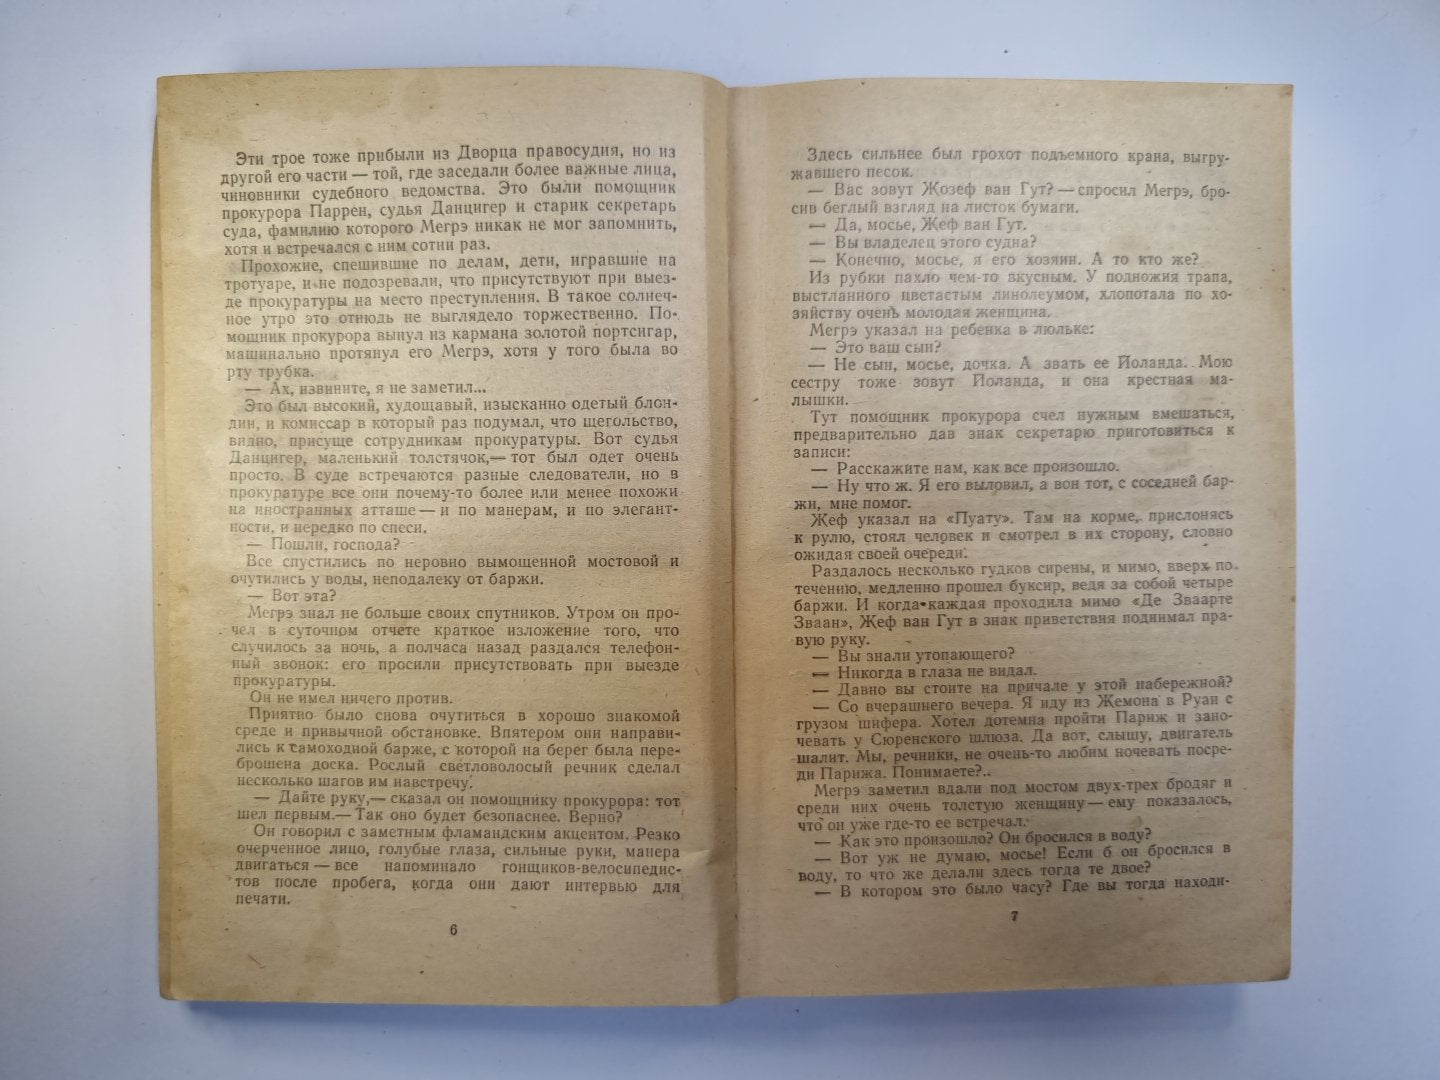 Эти трое тоже прибыли из Дворца правосудия, но из
другой его части — той, где заседали более важные лица,
чиновники судебного ведомства. Это были помощник
прокурора Паррен, судья Данцигер и старик секретарь
суда, фамилию которого Мегрэ никак не мог запомнить,
хотя и встречался с ним сотни раз.
Прохожие, спешившие по делам, дети, игравшие на
тротуаре, и не подозревали, что присутствуют при выез-
де прокуратуры на место преступления. В такое солнеч-
ное утро это отнюдь не выглядело торжественно. По-
мощник прокурора вынул из кармана золотой портсигар,
машинально протянул его Мегрэ, хотя у того была во
рту трубка.
— Ах, извините, я не заметил...
Это был высокий, худощавый, изысканно одетый блон-
дин, и комиссар в который раз подумал, что щегольство,
видно, присуще сотрудникам прокуратуры. Вот судья
Данцигер, маленький толстячок,— тот был одет очень
просто. В суде встречаются разные следователи, но в
прокуратуре все они почему-то более или менее похожи
на иностранных атташе — и по манерам, и по элегант-
ности, и нередко по спеси.
— Пошли, господа?
Все спустились по неровно вымощенной мостовой и
очутились у воды, неподалеку от баржи.
— Вот эта?
Мегрэ знал не больше своих спутников. Утром он про-
чел в суточном отчете краткое изложение того, что
случилось за ночь, а полчаса назад раздался телефон-
ный звонок: его просили присутствовать при выезде
прокуратуры.
Он не имел ничего против.
Приятно было снова очутиться в хорошо знакомой
среде и привычной обстановке. Впятером они направи-
лись к самоходной барже, с которой на берег была пере-
брошена доска. Рослый светловолосый речник сделал
несколько шагов им навстречу.
— Дайте руку,— сказал он помощнику прокурора: тот
шел первым.— Так оно будет безопаснее. Верно?
Он говорил с заметным фламандским акцентом. Резко
очерченное лицо, голубые глаза, сильные руки, манера
двигаться — все напоминало гонщиков-велосипедис-
тов после пробега, когда они дают интервью для
печати.
6
Здесь сильнее был грохот подъемного крана, выгру-
жавшего песок.
— Вас зовут Жозеф ван Гут? — спросил Мегрэ, бро-
сив беглый взгляд на листок бумаги.
— Да, мосье, Жеф ван Гут.
— Вы владелец этого судна?
— Конечно, мосье, я его хозяин. А то кто же?
Из рубки пахло чем-то вкусным. У подножия трапа,
выстланного цветастым линолеумом, хлопотала по хо-
зяйству очень молодая женщина.
Мегрэ указал на ребенка в люльке:
— Это ваш сын?
— Не сын, мосье, дочка. А звать ее Йоланда. Мою
сестру тоже зовут Йоланда, и она крестная ма-
лышки.
Тут помощник прокурора счел нужным вмешаться,
предварительно дав знак секретарю приготовиться к
записи:
— Расскажите нам, как все произошло.
— Ну что ж. Я его выловил, а вон тот, с соседней бар-
жи, мне помог.
Жеф указал на «Пуату». Там на корме, прислонясь
к рулю, стоял человек и смотрел в их сторону, словно
ожидая своей очереди.
Раздалось несколько гудков сирены, и мимо, вверх по
течению, медленно прошел буксир, ведя за собой четыре
баржи. И когда каждая проходила мимо «Де Зваарте
Зваан», Жеф ван Гут в знак приветствия поднимал пра-
вую руку.
— Вы знали утопающего?
— Никогда в глаза не видал.
— Давно вы стоите на причале у этой набережной?
— Со вчерашнего вечера. Я иду из Жемона в Руан с
грузом шифера. Хотел дотемна пройти Париж и зано-
чевать у Сюренского шлюза. Да вот, слышу, двигатель
шалит. Мы, речники, не очень-то любим ночевать посре-
ди Парижа. Понимаете?..
Мегрэ заметил вдали под мостом двух-трех бродяг и
среди них очень толстую женщину — ему показалось,
что он уже где-то ее встречал.
— Как это произошло? Он бросился в воду?
— Вот уж не думаю, мосье! Если б он бросился в
воду, то что же делали здесь тогда те двое?
— В котором это было часу? Где вы тогда находи-
7